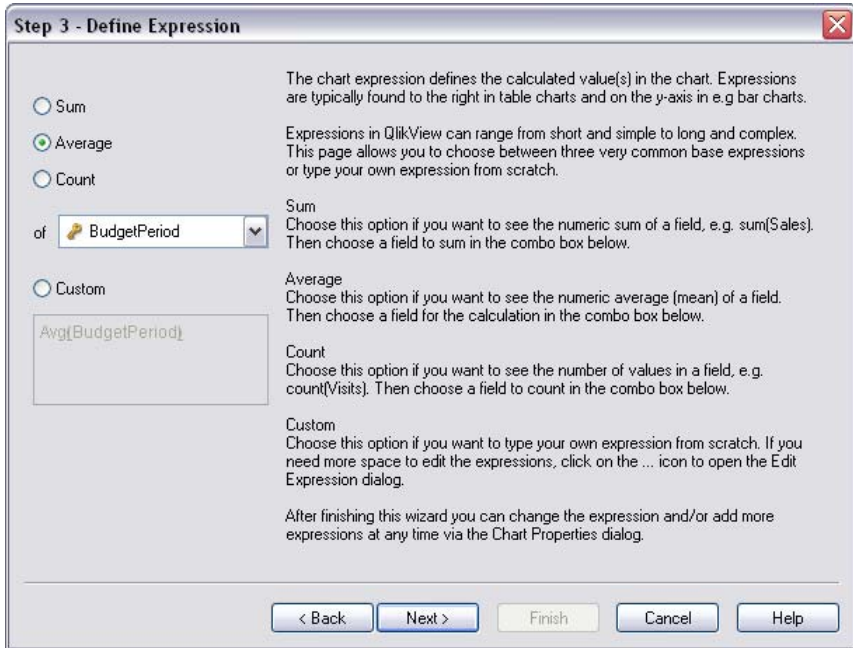 Step 3 - Define Expression
Sum
Average
Count
of BudgetPeriod
Custom
Avg(BudgetPeriod)
The chart expression defines the calculated value(s) in the chart. Expressions
are typically found to the right in table charts and on the y-axis in e.g bar charts.
Expressions in QlikView can range from short and simple to long and complex.
This page allows you to choose between three very common base expressions
or type your own expression from scratch.
Sum
Choose this option if you want to see the numeric sum of a field, e.g. sum(Sales).
Then choose a field to sum in the combo box below.
Average
Choose this option if you want to see the numeric average (mean) of a field.
Then choose a field for the calculation in the combo box below.
Count
Choose this option if you want to see the number of values in a field, e.g.
count(Visits). Then choose a field to count in the combo box below.
Custom
Choose this option if you want to type your own expression from scratch. If you
need more space to edit the expressions, click on the ... icon to open the Edit
Expression dialog.
After finishing this wizard you can change the expression and/or add more
expressions at any time via the Chart Properties dialog.
< Back Next > Finish Cancel Help